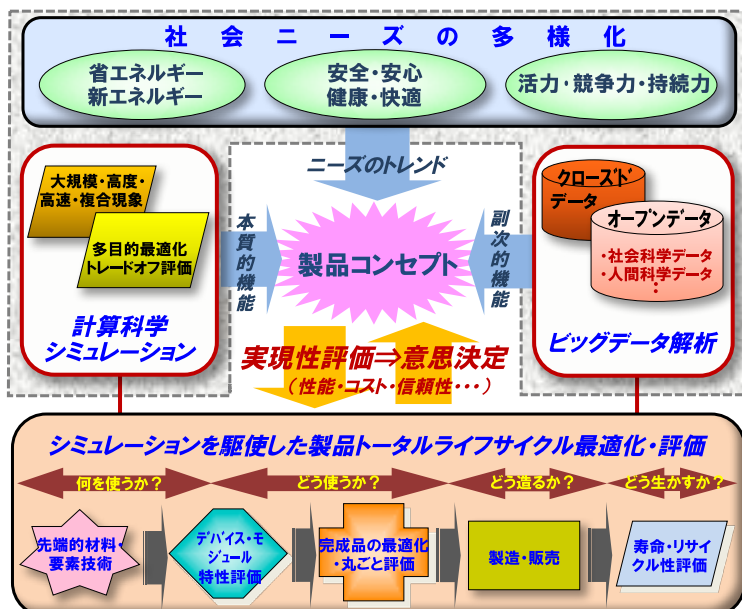 社会ニーズの多様化
省エネルギー
新エネルギー
安全・安心
健康・快適
活力・競争力・持続力
ニーズのトレンド
大規模・高度・
高速・複合現象
多目的最適化
トレードオフ評価
計算科学
シミュレーション
本質的機能
製品コンセプト
副次的機能
クローズド
データ
オープンデータ
・社会科学データ
・人間科学データ
：
ビッグデータ解析
実現性評価⇒意思決定
（性能・コスト・信頼性・・・）
シミュレーションを駆使した製品トータルライフサイクル最適化・評価
何を使うか？
どう使うか？
どう造るか？
どう生かすか？
先端的材料・
要素技術
デバイス・モ
ジュール
特性評価
完成品の最適化
・丸ごと評価
製造・販売
寿命・リサイ
クル性評価